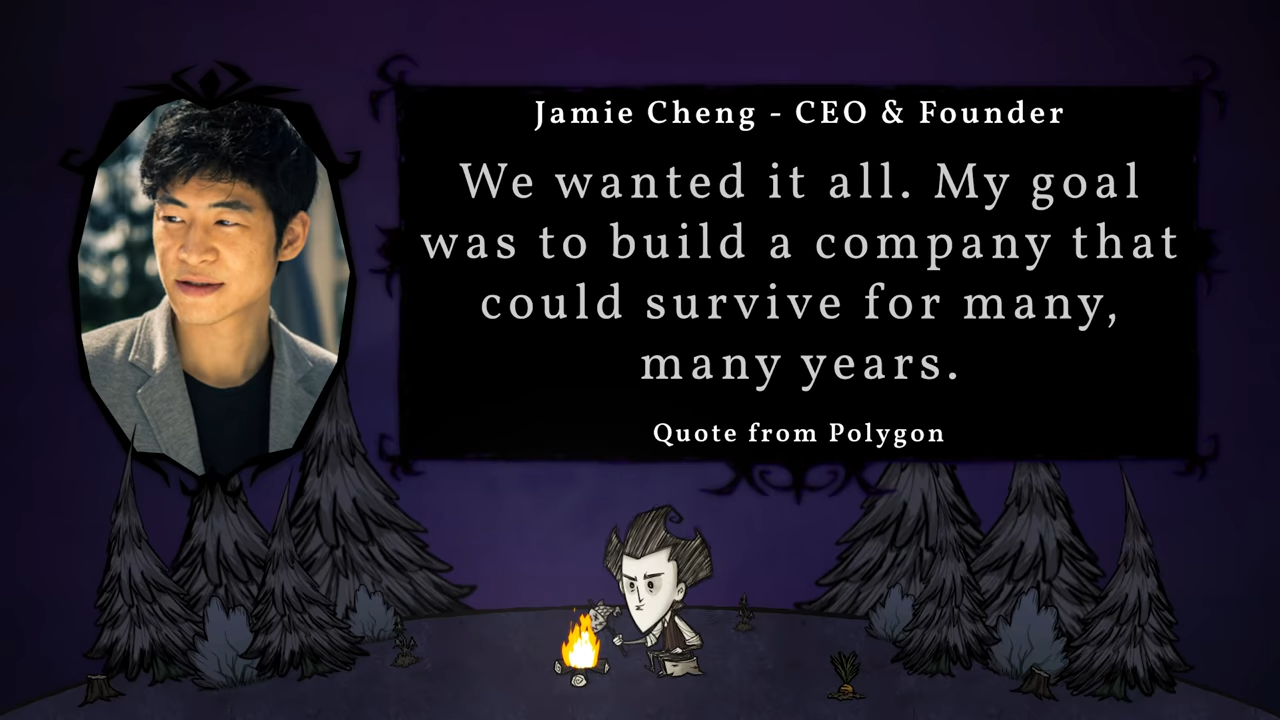 Jamie Cheng - CEO & Founder
We wanted it all. My goal
was to build a company that
could survive for many,
many years.
Quote from Polygon